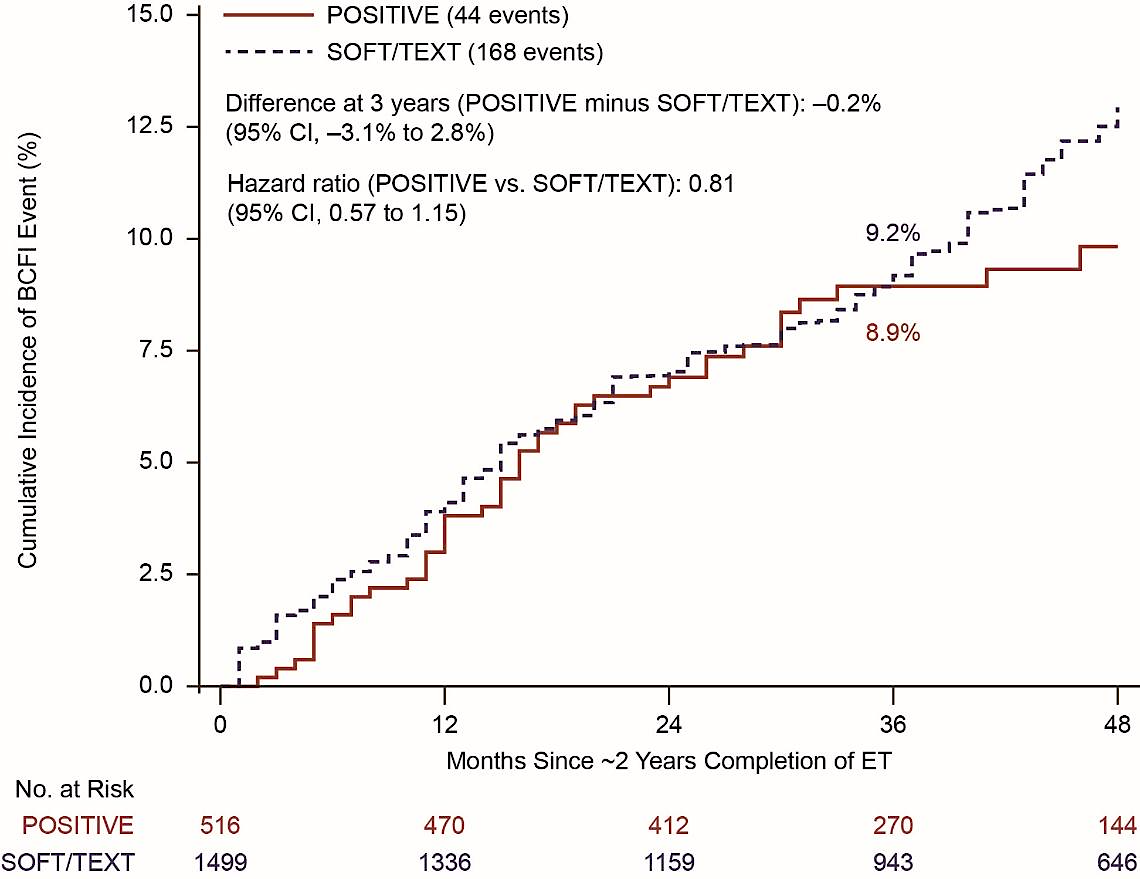 15.0
12.5
10.0
7.5
5.0
2.5
0.0
Cumulative Incidence of BCFI Event (%)
POSITIVE (44 events)
SOFT/TEXT (168 events)
Difference at 3 years (POSITIVE minus SOFT/TEXT): –0.2%
(95% CI, –3.1% to 2.8%)
Hazard ratio (POSITIVE vs. SOFT/TEXT): 0.81
(95% CI, 0.57 to 1.15)
9.2%
8.9%
0 12 24 36 48
Months Since ~2 Years Completion of ET
No. at Risk
POSITIVE 516 470 412 270 144
SOFT/TEXT 1499 1336 1159 943 646